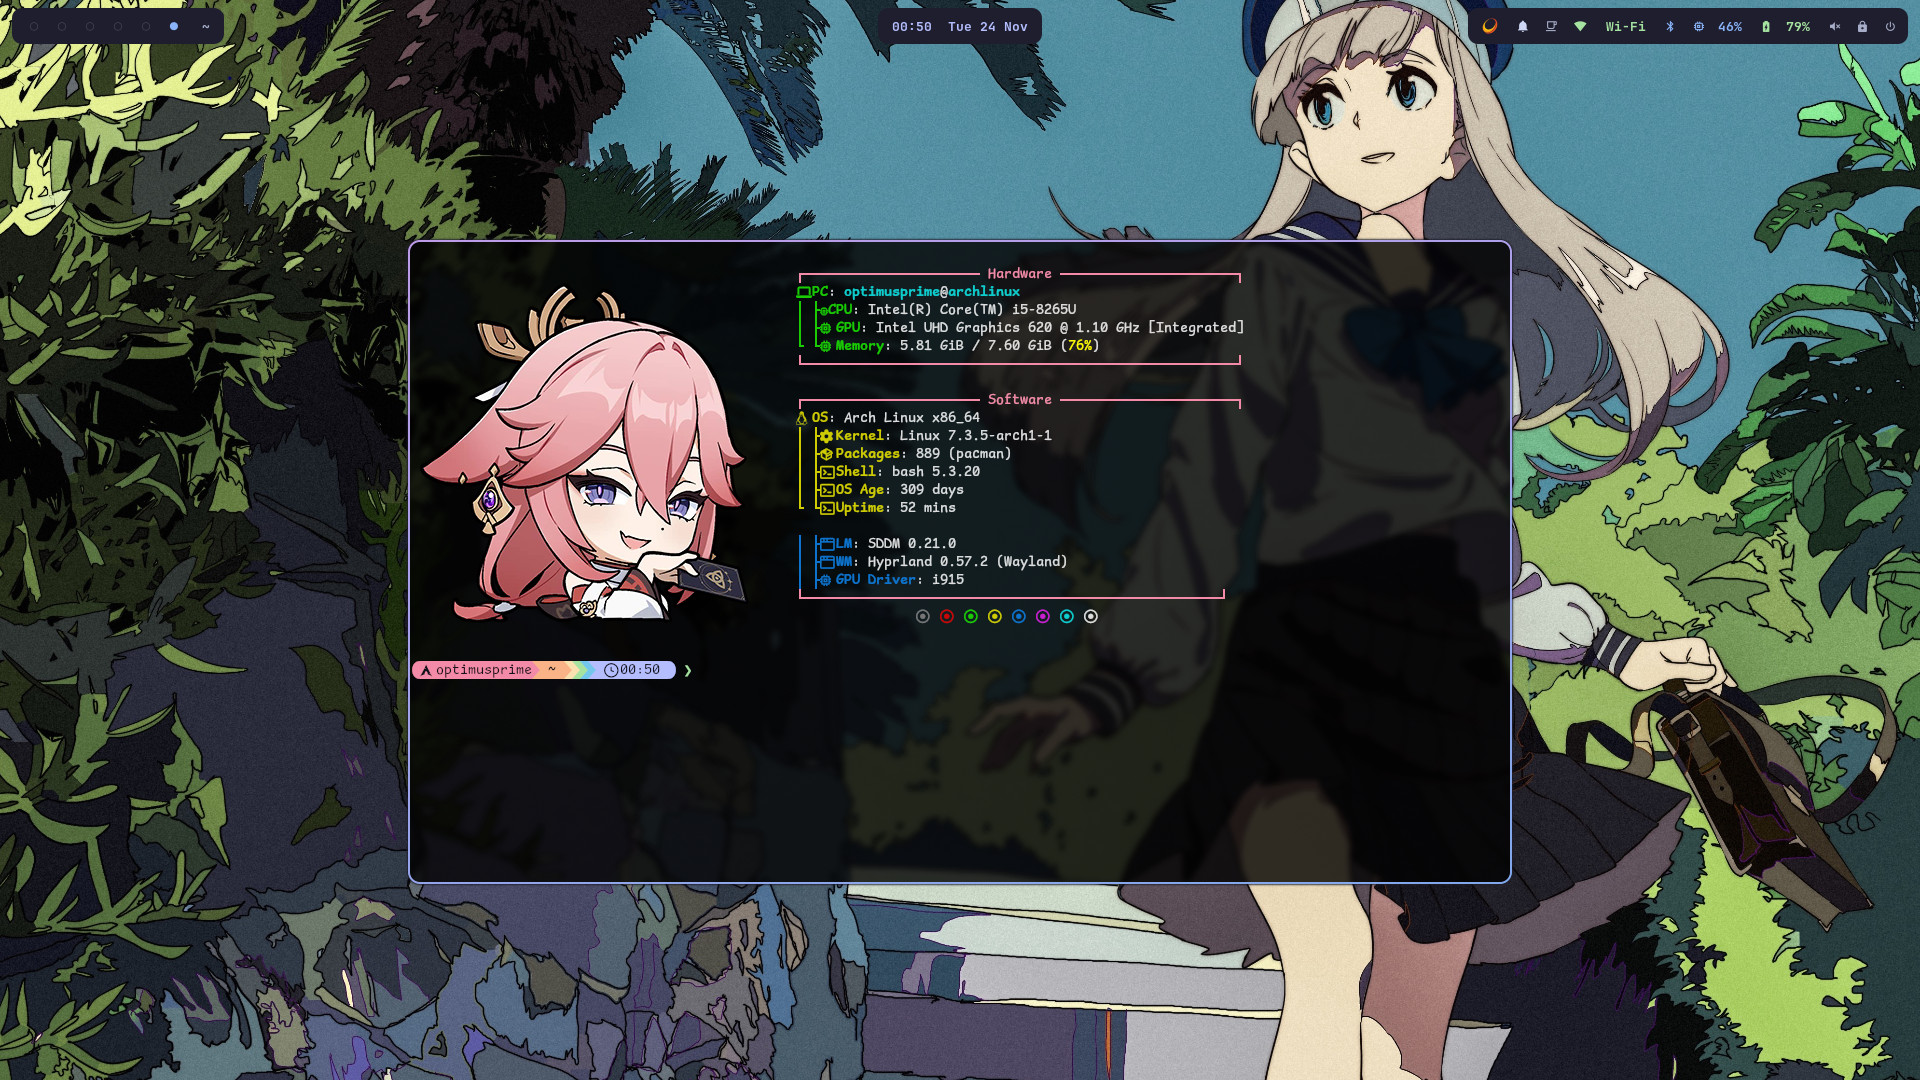 ~
00:50 Tue 24 Nov
Wi-Fi 46% 79%
Hardware
PC: optimusprime@archlinux
CPU: Intel(R) Core(TM) i5-8265U
GPU: Intel UHD Graphics 620 @ 1.10 GHz [Integrated]
Memory: 5.81 GiB / 7.60 GiB (76%)
Software
OS: Arch Linux x86_64
Kernel: Linux 7.3.5-arch1-1
Packages: 889 (pacman)
Shell: bash 5.3.20
OS Age: 309 days
Uptime: 52 mins
LM: SDDM 0.21.0
WM: Hyprland 0.57.2 (Wayland)
GPU Driver: i915
optimusprime ~ 00:50 ❯